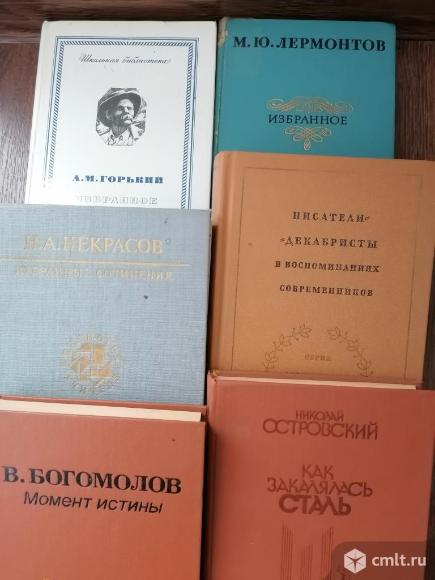 Школьная библиотека
А.М.ГОРЬКИЙ
ИЗБРАННОЕ
М.Ю.ЛЕРМОНТОВ
ИЗБРАННОЕ
Н.А.НЕКРАСОВ
ИЗБРАННЫЕ СОЧИНЕНИЯ
ПИСАТЕЛИ-
ДЕКАБРИСТЫ
В ВОСПОМИНАНИЯХ
СОВРЕМЕННИКОВ
СЕРИЯ
В.БОГОМОЛОВ
Момент истины
НИКОЛАЙ
ОСТРОВСКИЙ
КАК
ЗАКАЛЯЛАСЬ
СТАЛЬ
cmlt.ru